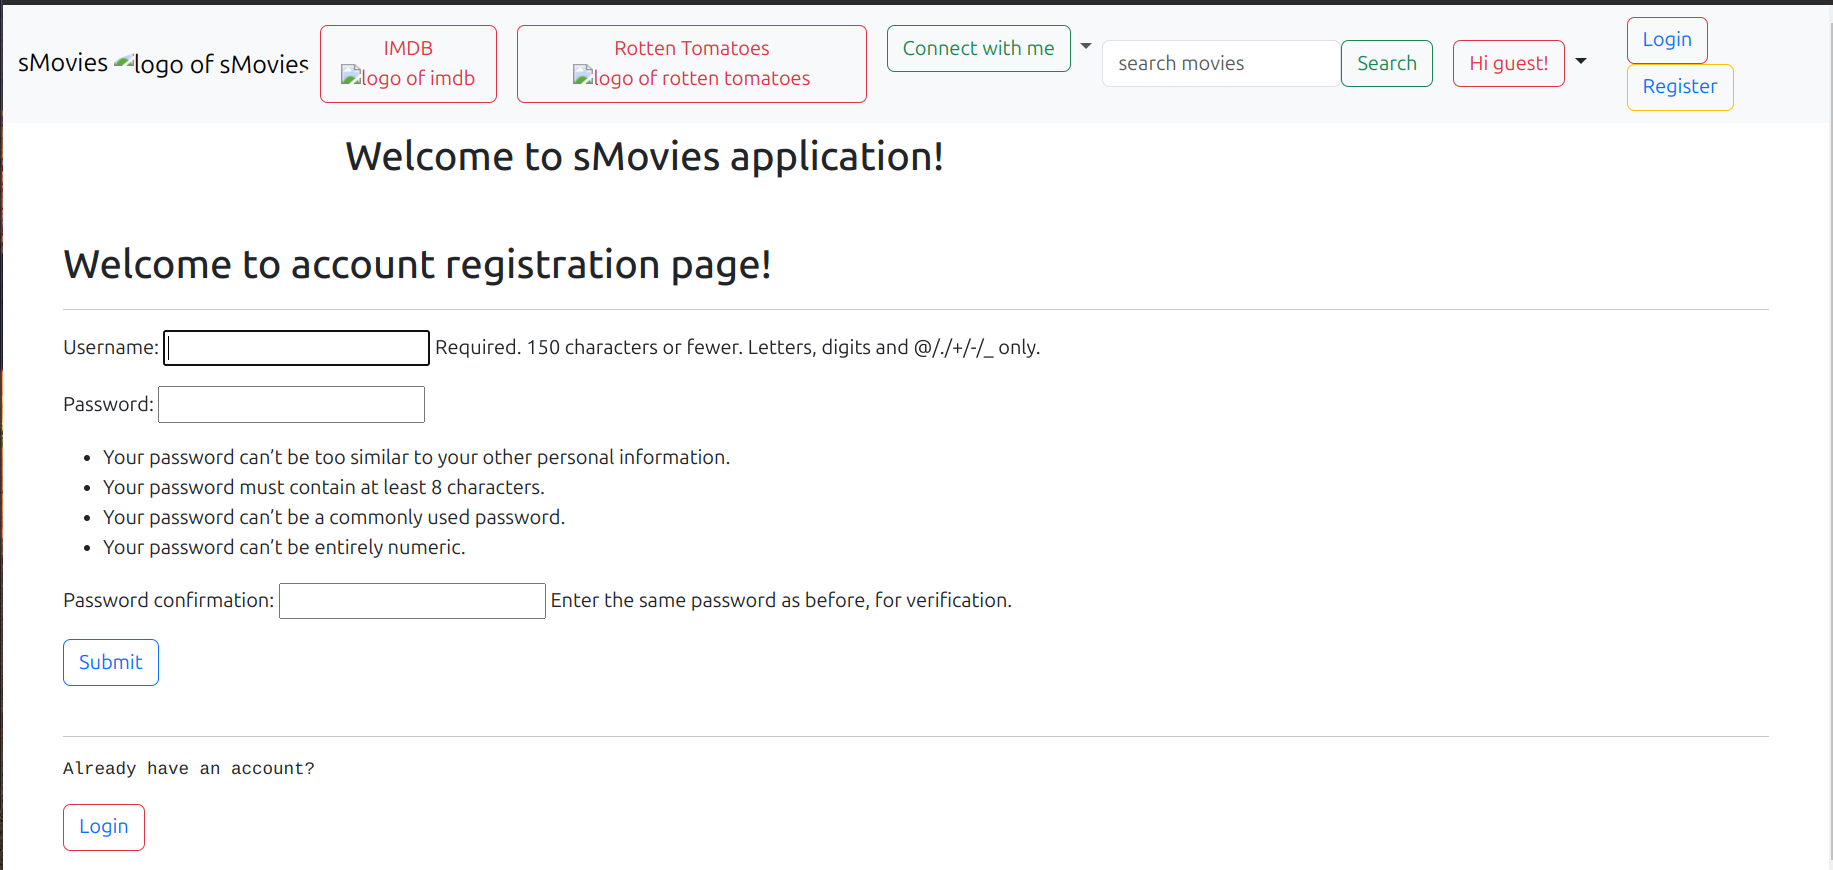 sMovies logo of sMovies
IMDB
logo of imdb
Rotten Tomatoes
logo of rotten tomatoes
Connect with me
search movies
Search
Hi guest!
Login
Register
Welcome to sMovies application!
Welcome to account registration page!
Username: Required. 150 characters or fewer. Letters, digits and @/./+/-/_ only.
Password:
• Your password can’t be too similar to your other personal information.
• Your password must contain at least 8 characters.
• Your password can’t be a commonly used password.
• Your password can’t be entirely numeric.
Password confirmation: Enter the same password as before, for verification.
Submit
Already have an account?
Login